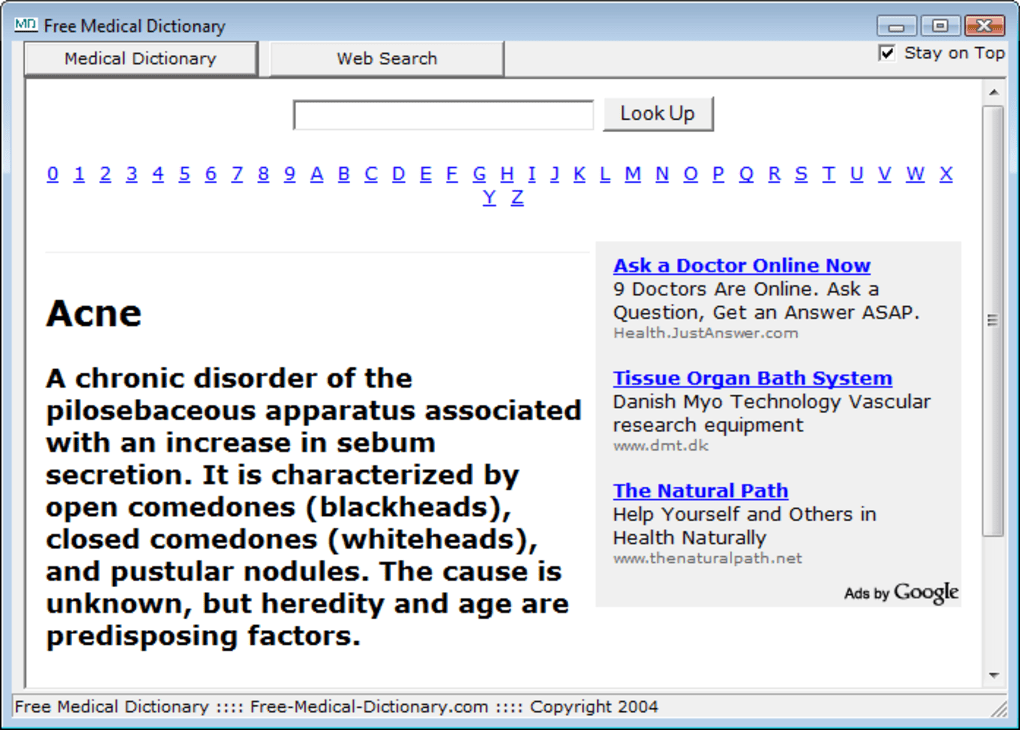 MD Free Medical Dictionary
Medical Dictionary
Web Search
Stay on Top
Look Up
0 1 2 3 4 5 6 7 8 9 A B C D E F G H I J K L M N O P Q R S T U V W X
Y Z
Acne
A chronic disorder of the
pilosebaceous apparatus associated
with an increase in sebum
secretion. It is characterized by
open comedones (blackheads),
closed comedones (whiteheads),
and pustular nodules. The cause is
unknown, but heredity and age are
predisposing factors.
Ask a Doctor Online Now
9 Doctors Are Online. Ask a
Question, Get an Answer ASAP.
Health.JustAnswer.com
Tissue Organ Bath System
Danish Myo Technology Vascular
research equipment
www.dmt.dk
The Natural Path
Help Yourself and Others in
Health Naturally
www.thenaturalpath.net
Ads by Google
Free Medical Dictionary :::: Free-Medical-Dictionary.com :::: Copyright 2004